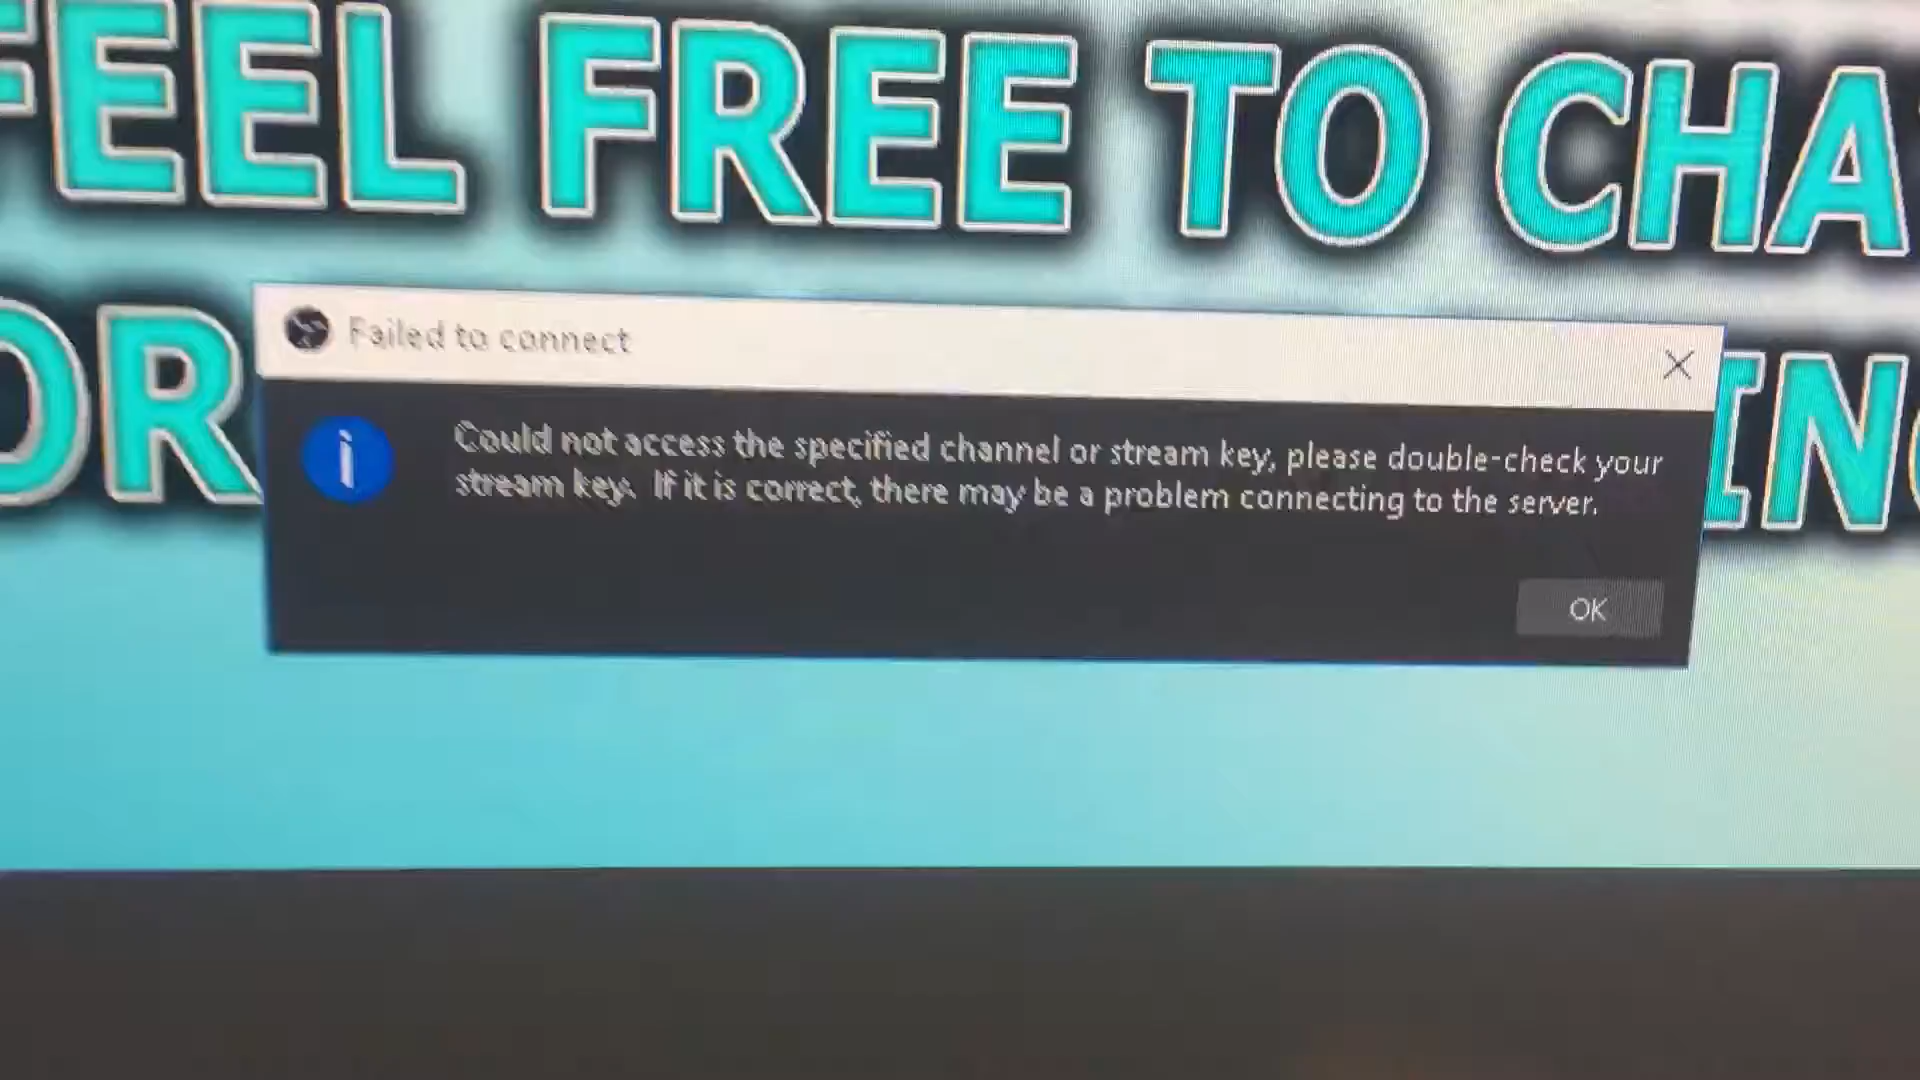 FEEL FREE TO CHA
OR
IN
Failed to connect
Could not access the specified channel or stream key, please double-check your
stream key. If it is correct, there may be a problem connecting to the server.
OK